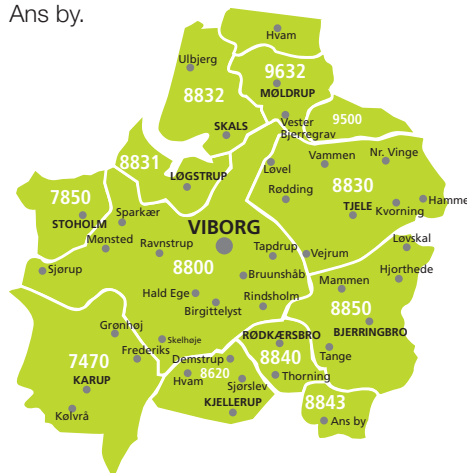 Ans by.
Hvam
Ulbjerg
9632
8832
MØLDRUP
Vester
Bjerregrav
9500
SKALS
8831
Løvel
Vammen
Nr. Vinge
LØGSTRUP
8830
7850
Rødding
Hamme
STOHOLM
Sparkær
TJELE
Kvorning
VIBORG
Mønsted
Ravnstrup
Tapdrup
Vejrum
Løvskal
Sjørup
8800
Bruunshåb
Mammen
Hjorthede
Hald Ege
Birgittelyst
Rindsholm
8850
Grønhøj
Skelhøje
RØDKÆRSBRO
BJERRINGBRO
7470
Frederiks
Demstrup
8840
Tange
KARUP
Hvam
8620
Sjørslev
Thorning
Kølvrå
KJELLERUP
8843
Ans by